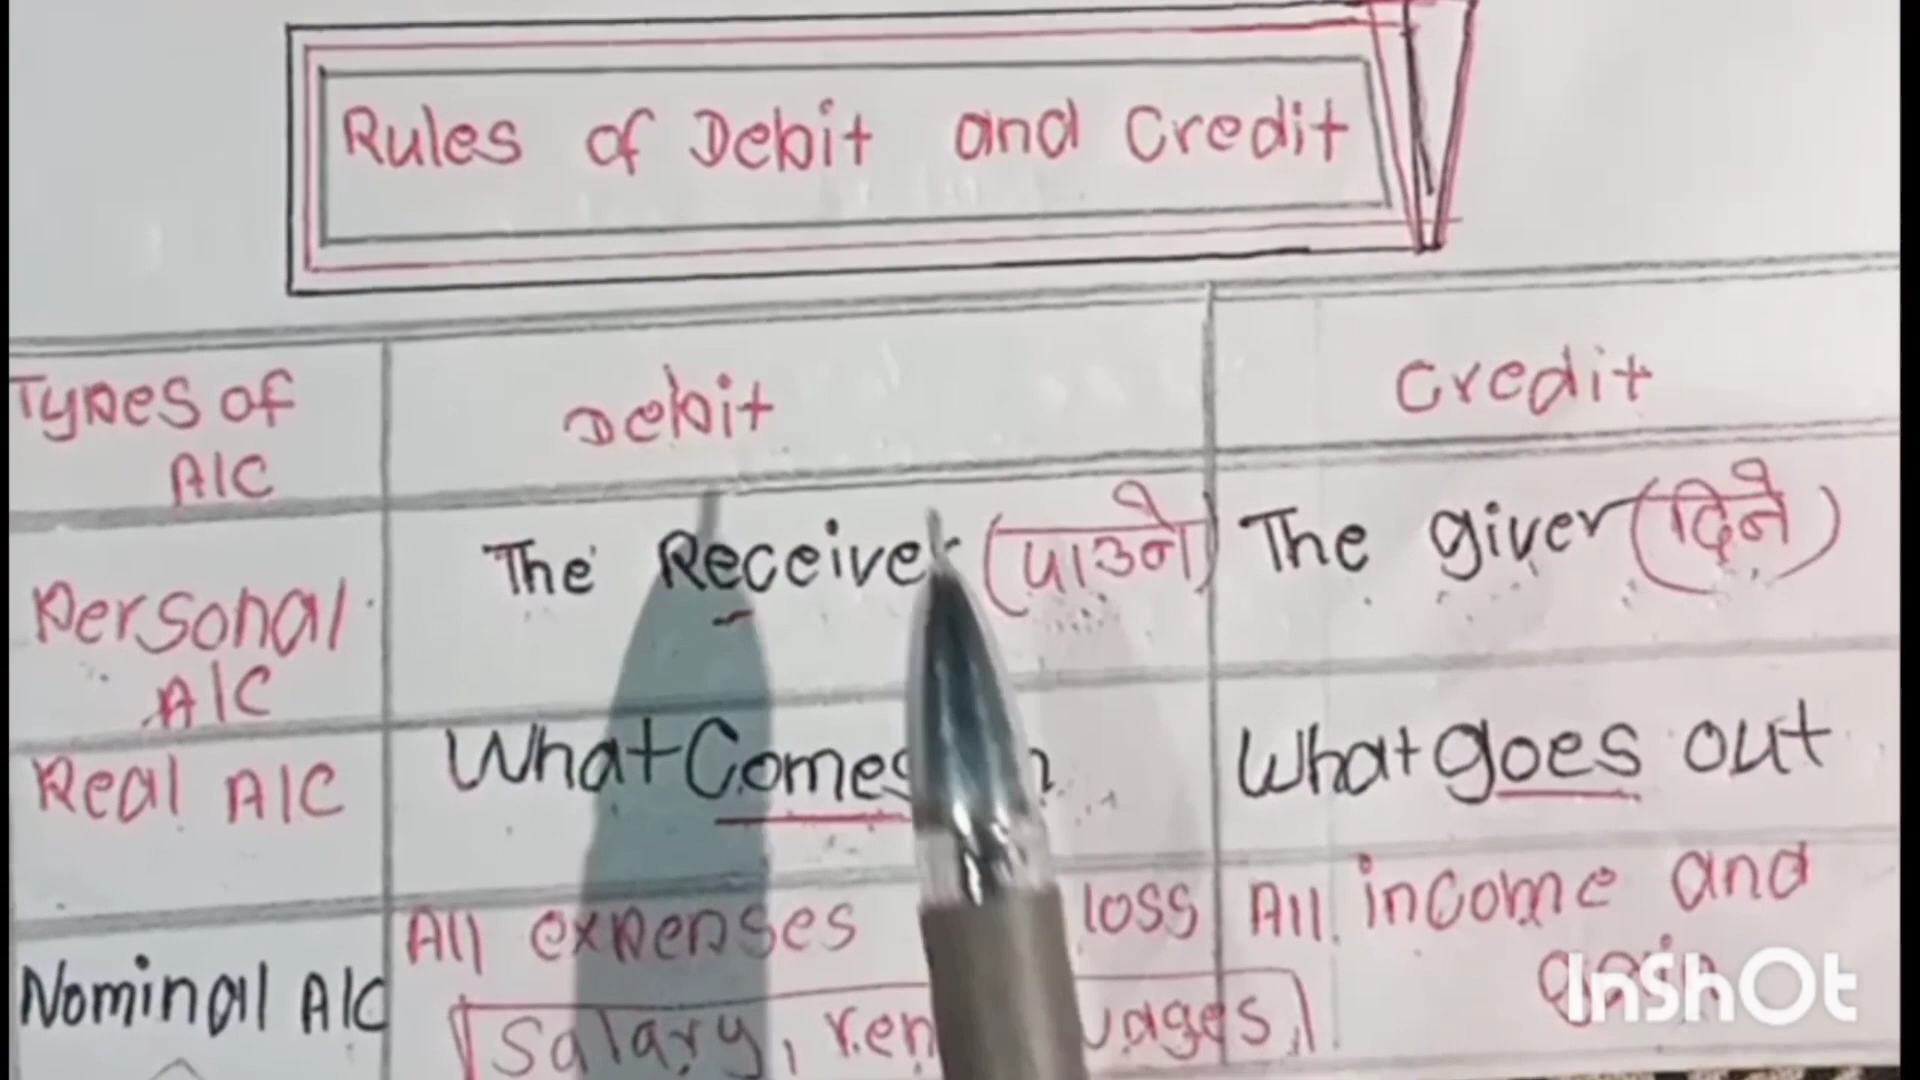 Rules of Debit and Credit
Types of A/C
Debit
Credit
Personal A/C
The Receiver (पाउने)
The giver (दिने)
Real A/C
What Comes
What goes out
Nominal A/C
All expenses loss
All income and
Salary,
InShOt